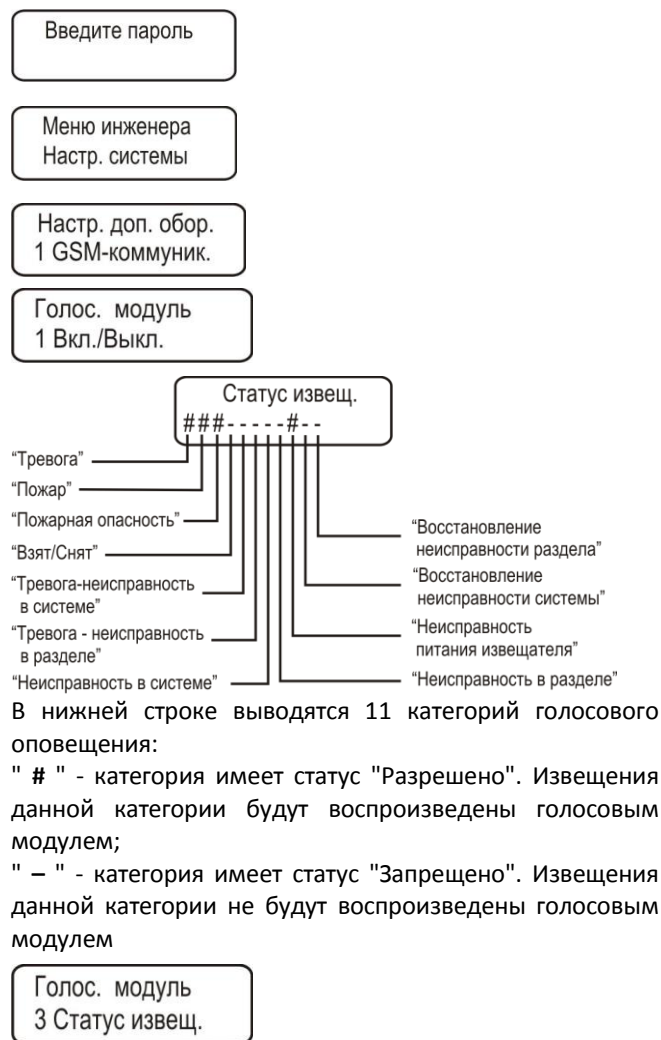 Введите пароль
Меню инженера
Настр. системы
Настр. доп. обор.
1 GSM-коммуник.
Голос. модуль
1 Вкл./Выкл.
Статус извещ.
###-----#--
“Тревога”
“Пожар”
“Пожарная опасность”
“Взят/Снят”
“Тревога-неисправность
в системе”
“Тревога - неисправность
в разделе”
“Неисправность в системе”
“Восстановление
неисправности раздела”
“Восстановление
неисправности системы”
“Неисправность
питания извещателя”
“Неисправность в разделе”
В нижней строке выводятся 11 категорий голосового
оповещения:
" # " - категория имеет статус "Разрешено". Извещения
данной категории будут воспроизведены голосовым
модулем;
" – " - категория имеет статус "Запрещено". Извещения
данной категории не будут воспроизведены голосовым
модулем
Голос. модуль
3 Статус извещ.